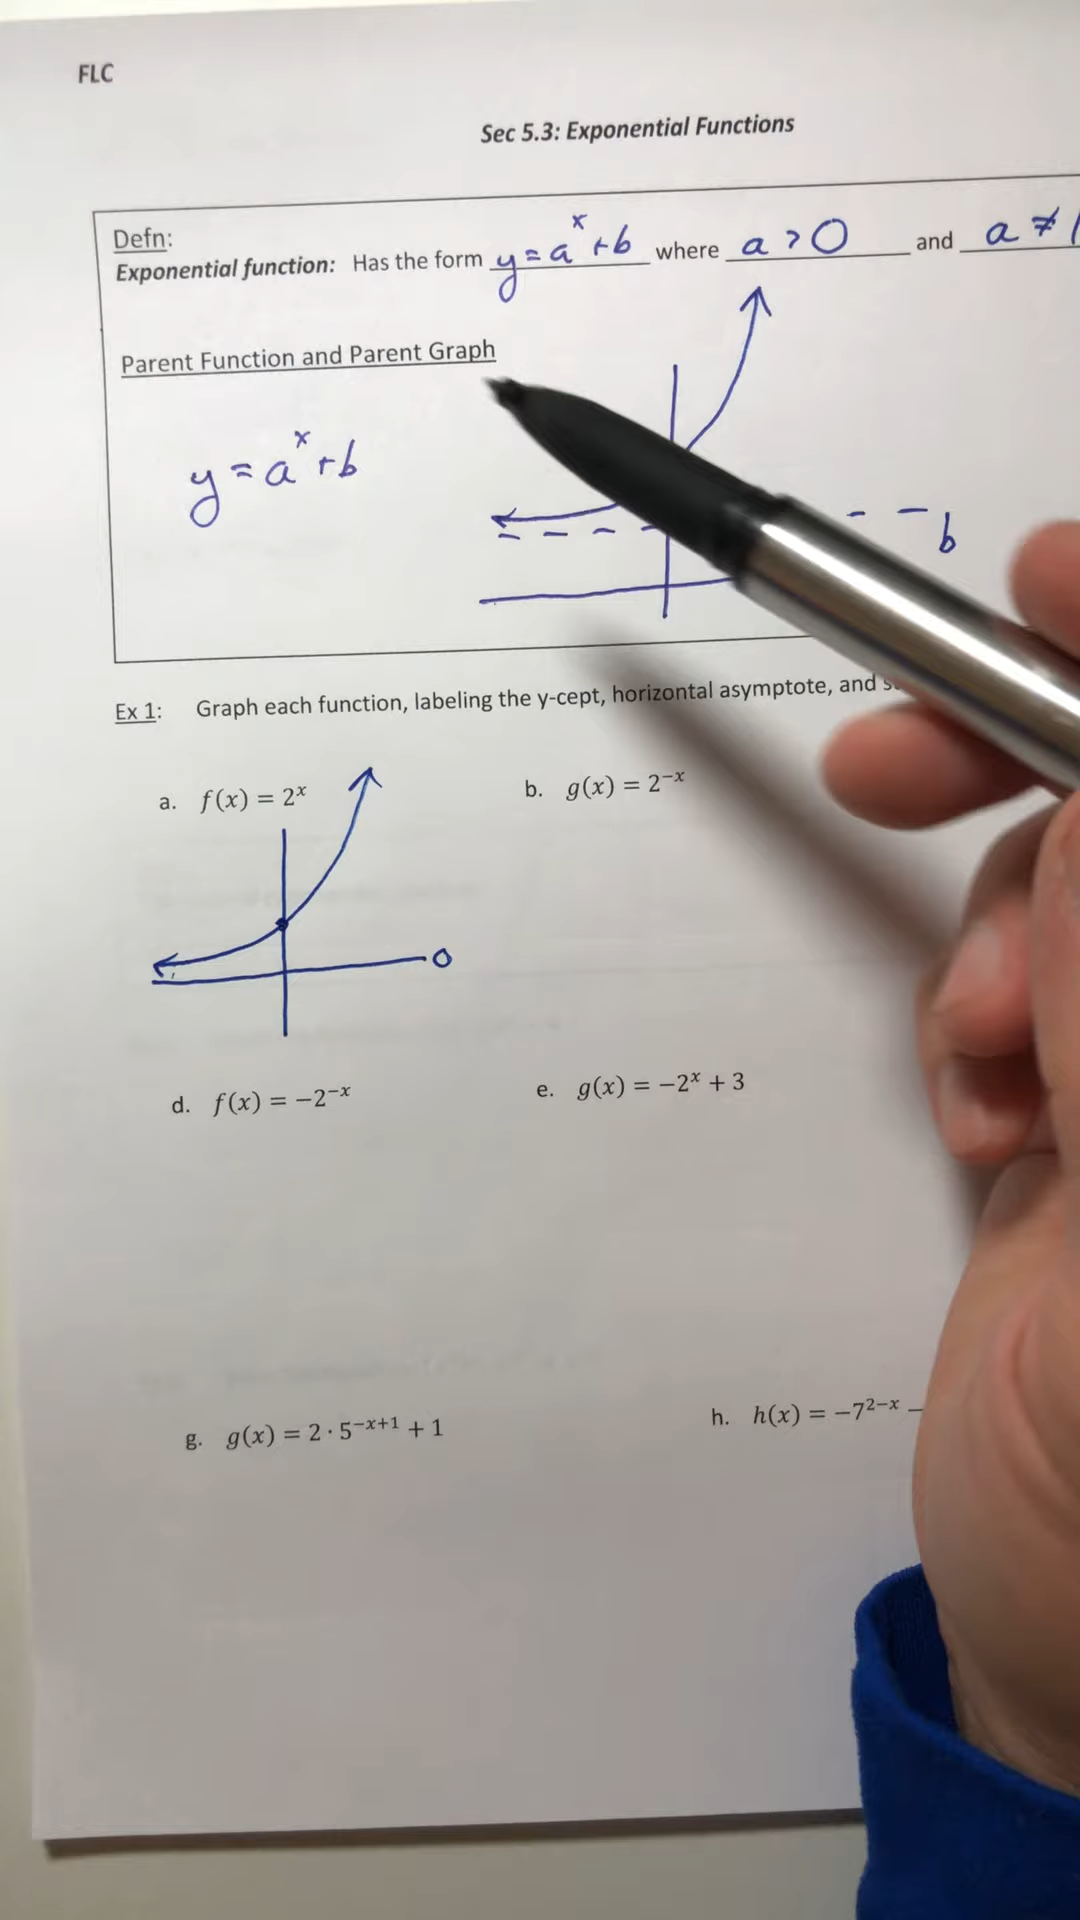 FLC
Sec 5.3: Exponential Functions
Defn:
Exponential function: Has the form y = a^x + b where a > 0 and a ≠ 1
Parent Function and Parent Graph
y = a^x + b
b
Ex 1: Graph each function, labeling the y-cept, horizontal asymptote, and
a. f(x) = 2^x
b. g(x) = 2^{−x}
0
d. f(x) = −2^{−x}
e. g(x) = −2^x + 3
g. g(x) = 2 · 5^{−x+1} + 1
h. h(x) = −7^{2−x} −